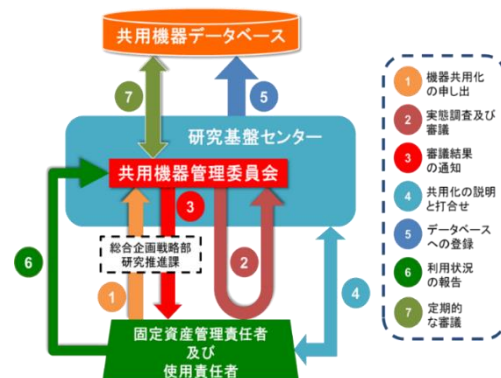 共用機器データベース
7
5
研究基盤センター
共用機器管理委員会
3
総合企画戦略部
研究推進課
6
1
2
4
固定資産管理責任者
及び
使用責任者
1
機器共用化
の申し出
2
実態調査及び
審議
3
審議結果
の通知
4
共用化の説明
と打合せ
5
データベース
への登録
6
利用状況
の報告
7
定期的
な審議